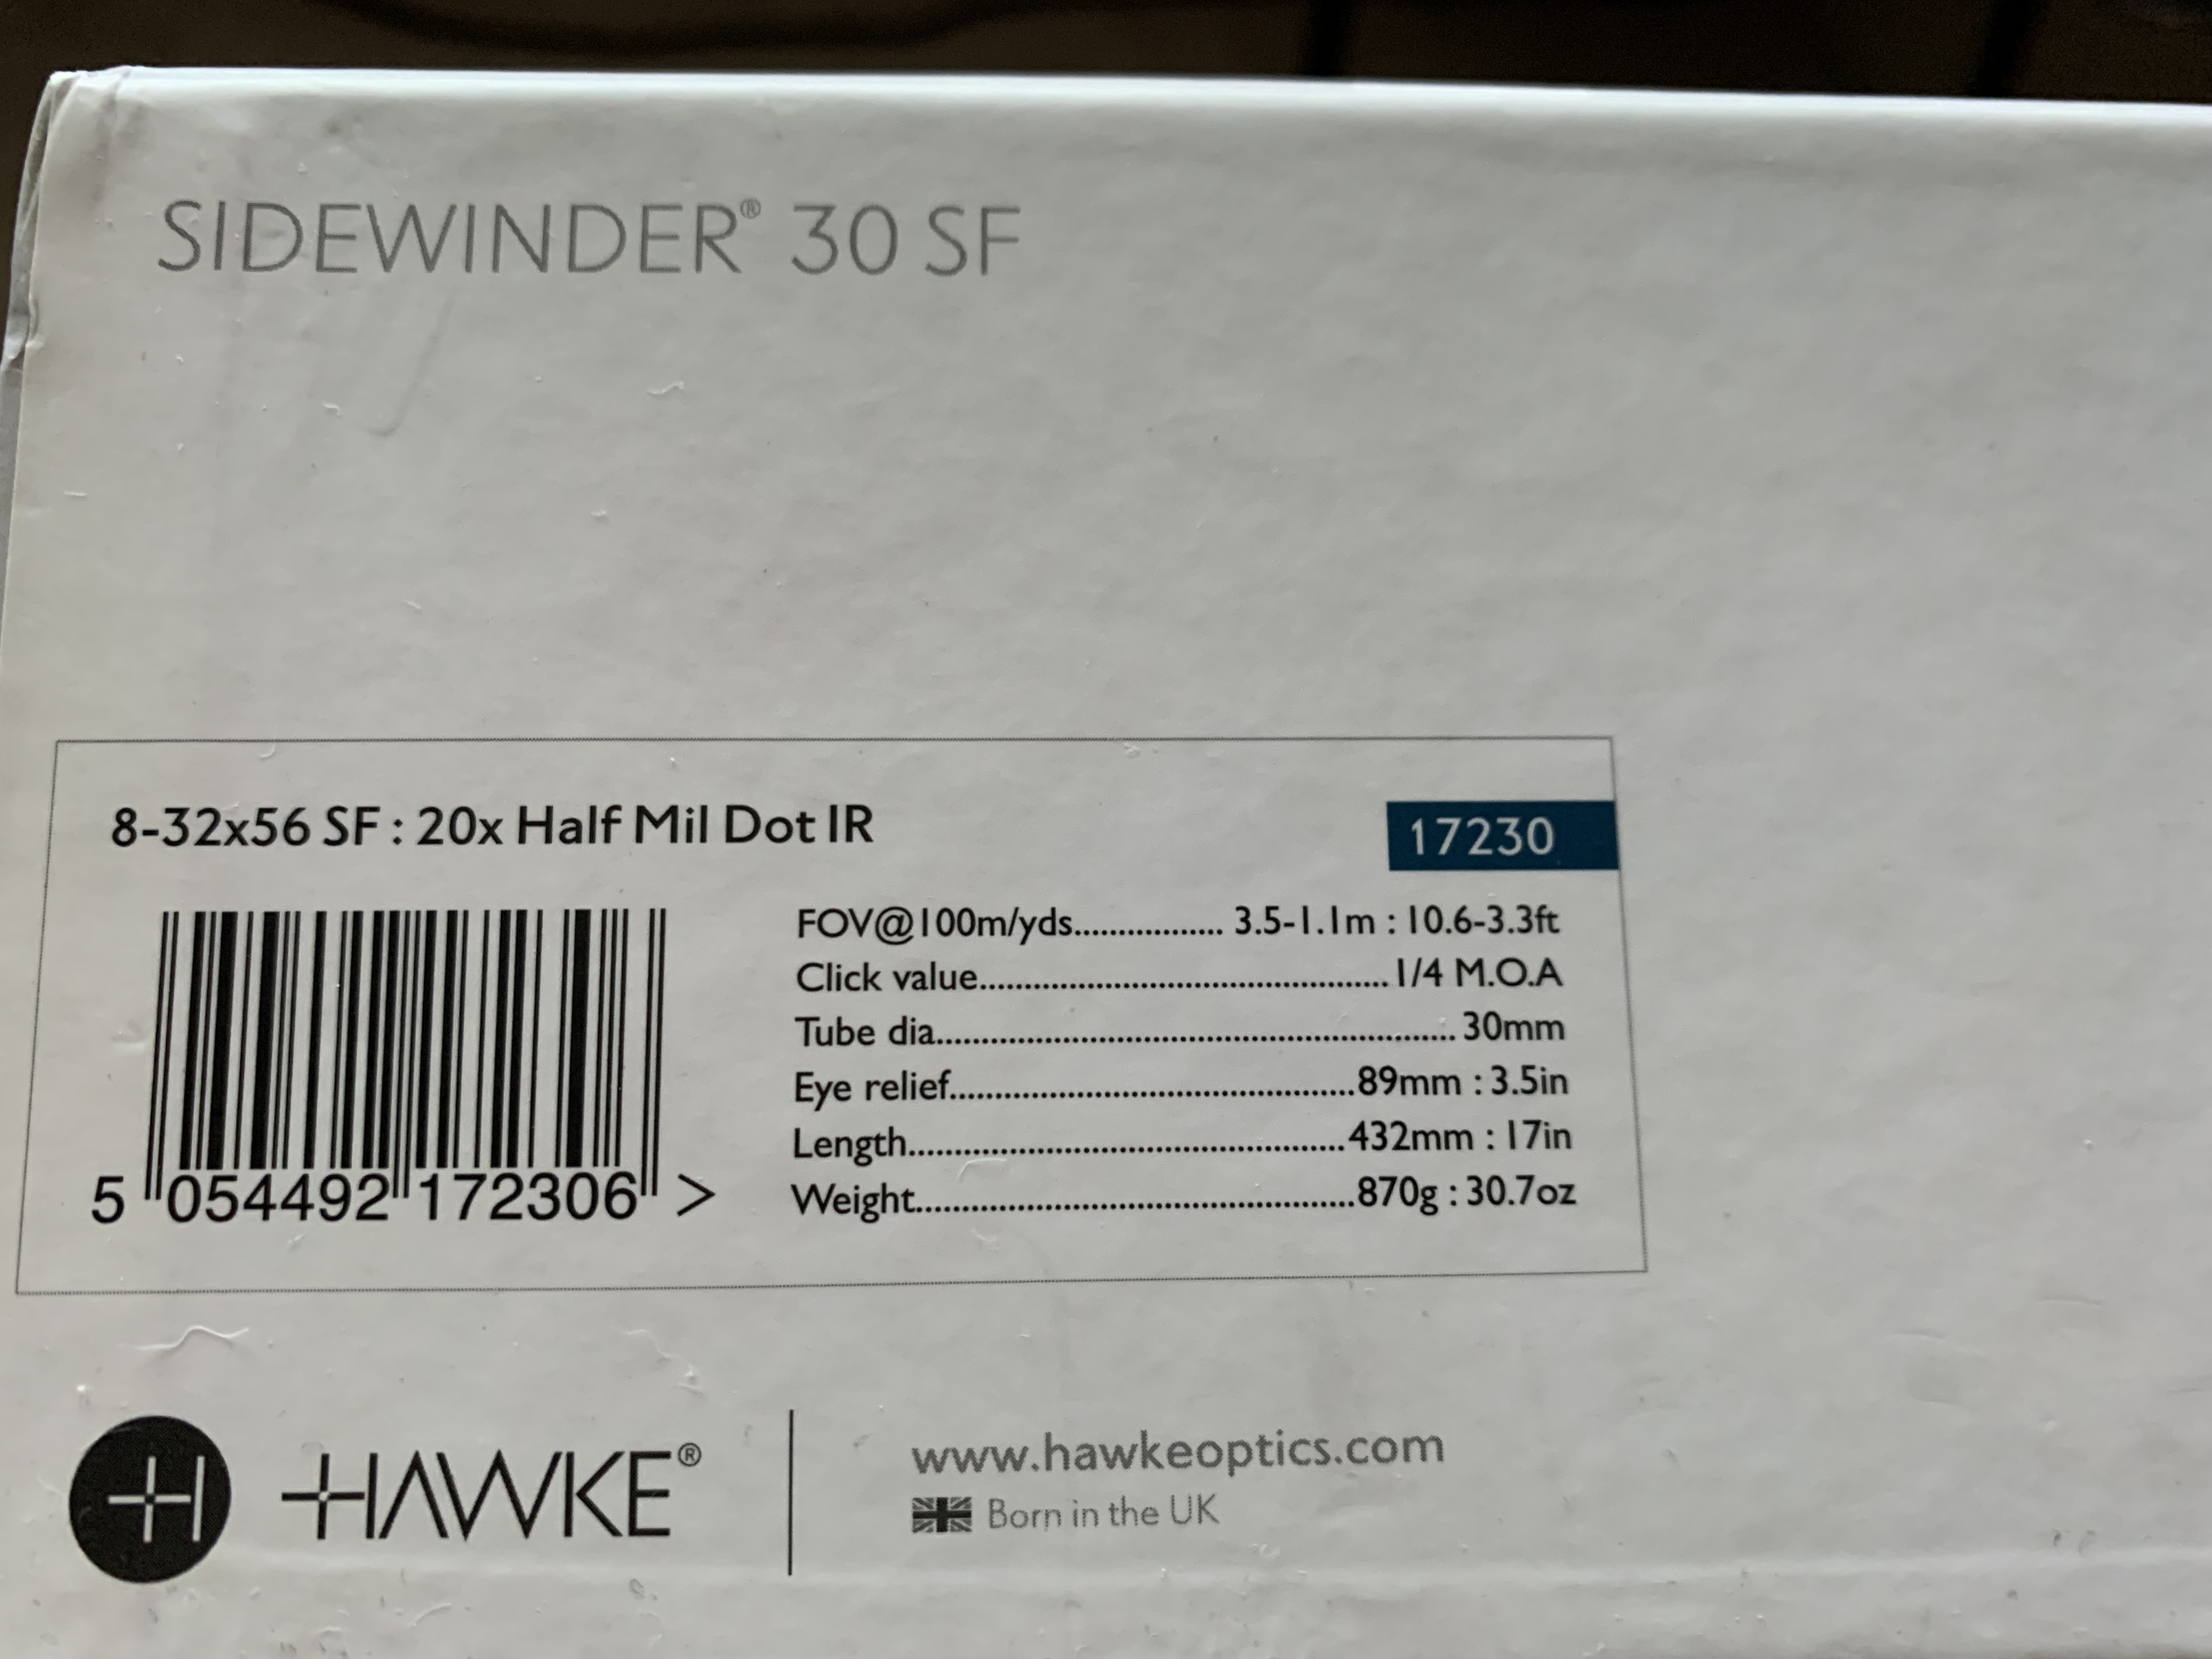 SIDEWINDER® 30 SF
8-32x56 SF : 20x Half Mil Dot IR
17230
FOV@100m/yds................ 3.5-1.1m : 10.6-3.3ft
Click value.............................................1/4 M.O.A
Tube dia......................................................... 30mm
Eye relief............................................89mm : 3.5in
Length...............................................432mm : 17in
Weight...............................................870g : 30.7oz
5 054492 172306 >
HAWKE®
www.hawkeoptics.com
Born in the UK